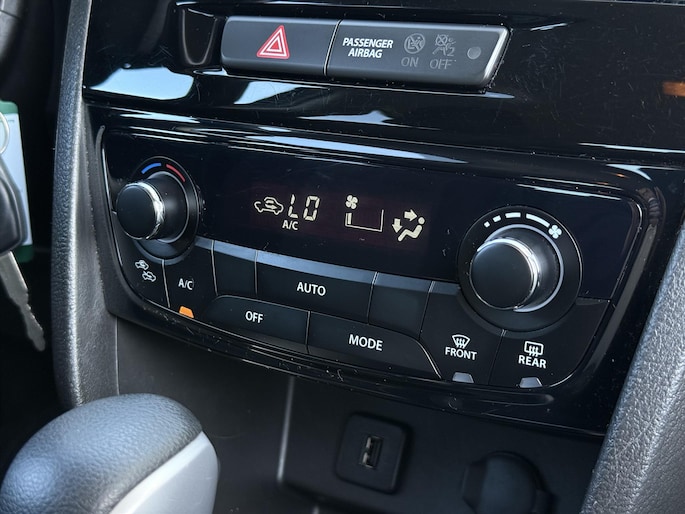 PASSENGER
AIRBAG
ON OFF
LO
A/C
A/C
AUTO
OFF
MODE
FRONT
REAR